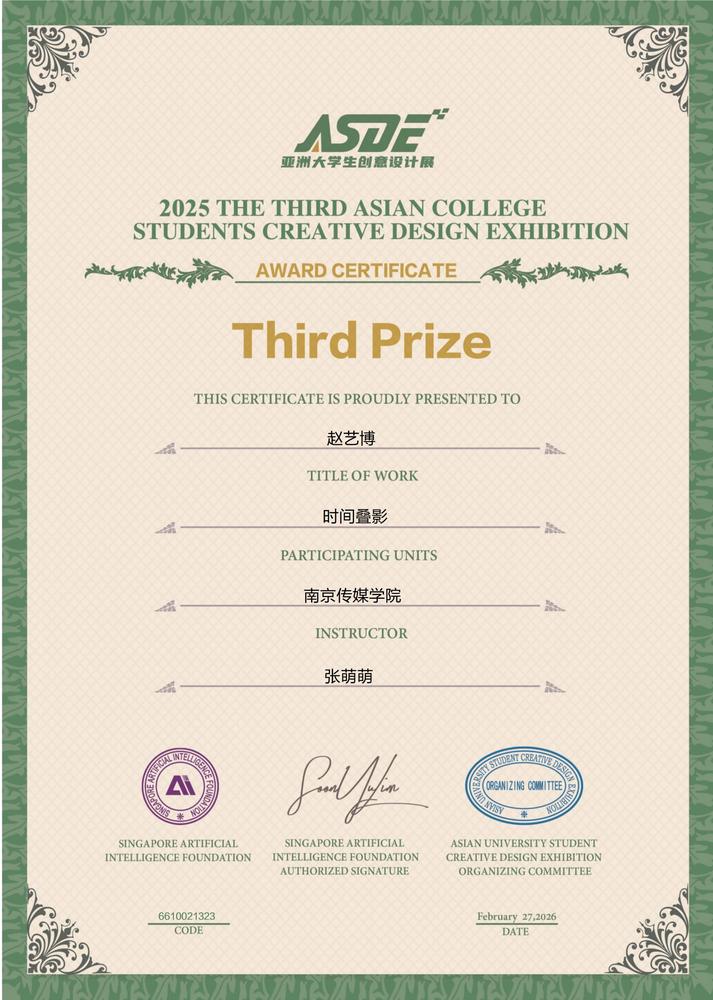 ASDE
亚洲大学生创意设计展
2025 THE THIRD ASIAN COLLEGE
STUDENTS CREATIVE DESIGN EXHIBITION
AWARD CERTIFICATE
Third Prize
THIS CERTIFICATE IS PROUDLY PRESENTED TO
赵艺博
TITLE OF WORK
时间叠影
PARTICIPATING UNITS
南京传媒学院
INSTRUCTOR
张萌萌
SINGAPORE ARTIFICIAL INTELLIGENCE FOUNDATION
AI
Soon Yulim
ASIAN UNIVERSITY STUDENT CREATIVE DESIGN EXHIBITION
ORGANIZING COMMITTEE
SINGAPORE ARTIFICIAL
INTELLIGENCE FOUNDATION
SINGAPORE ARTIFICIAL
INTELLIGENCE FOUNDATION
AUTHORIZED SIGNATURE
ASIAN UNIVERSITY STUDENT
CREATIVE DESIGN EXHIBITION
ORGANIZING COMMITTEE
6610021323
CODE
February 27,2026
DATE